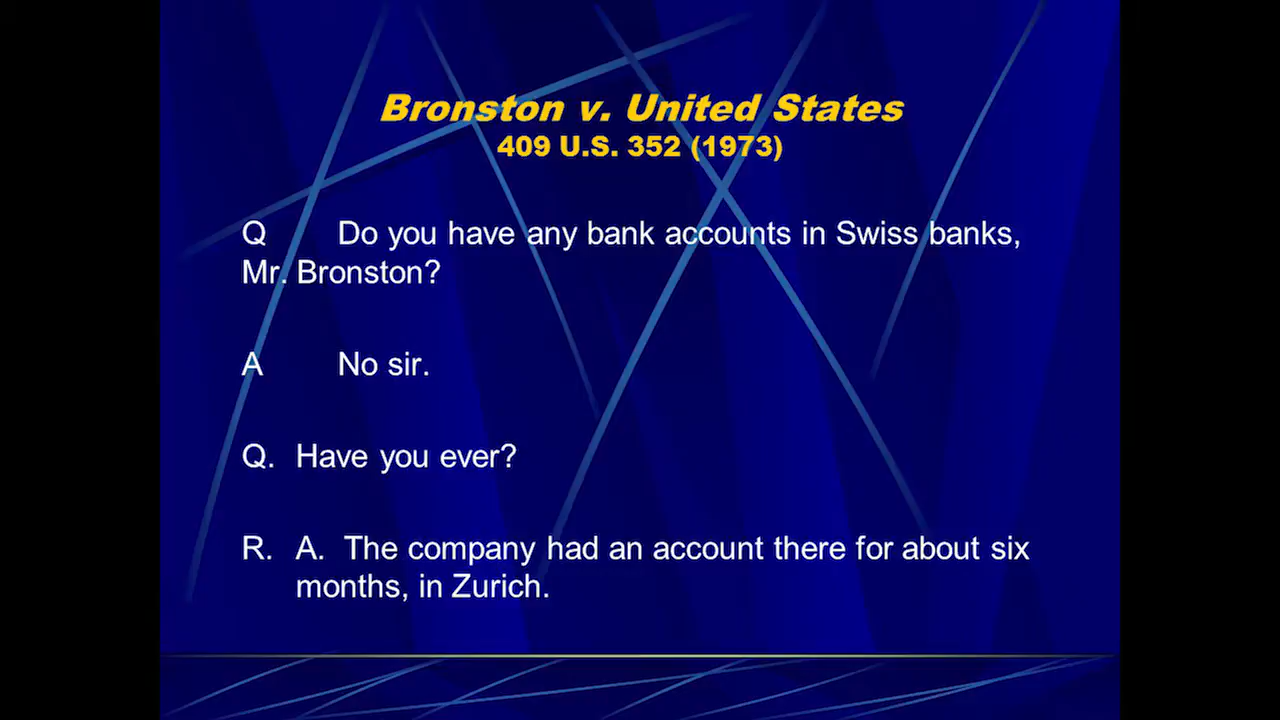 Bronston v. United States
409 U.S. 352 (1973)
Q Do you have any bank accounts in Swiss banks,
Mr. Bronston?
A No sir.
Q. Have you ever?
R. A. The company had an account there for about six
months, in Zurich.